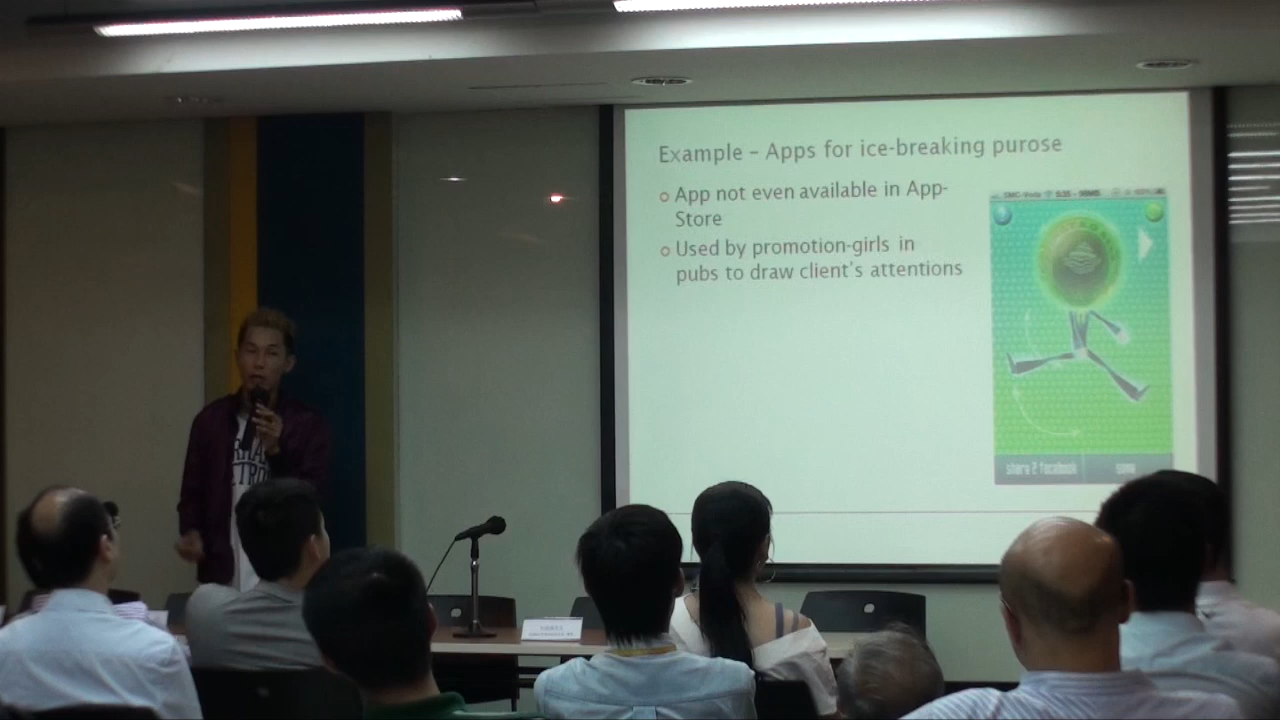 Example – Apps for ice-breaking purose
App not even available in App-
Store
Used by promotion-girls in
pubs to draw client's attentions
share 2 facebook